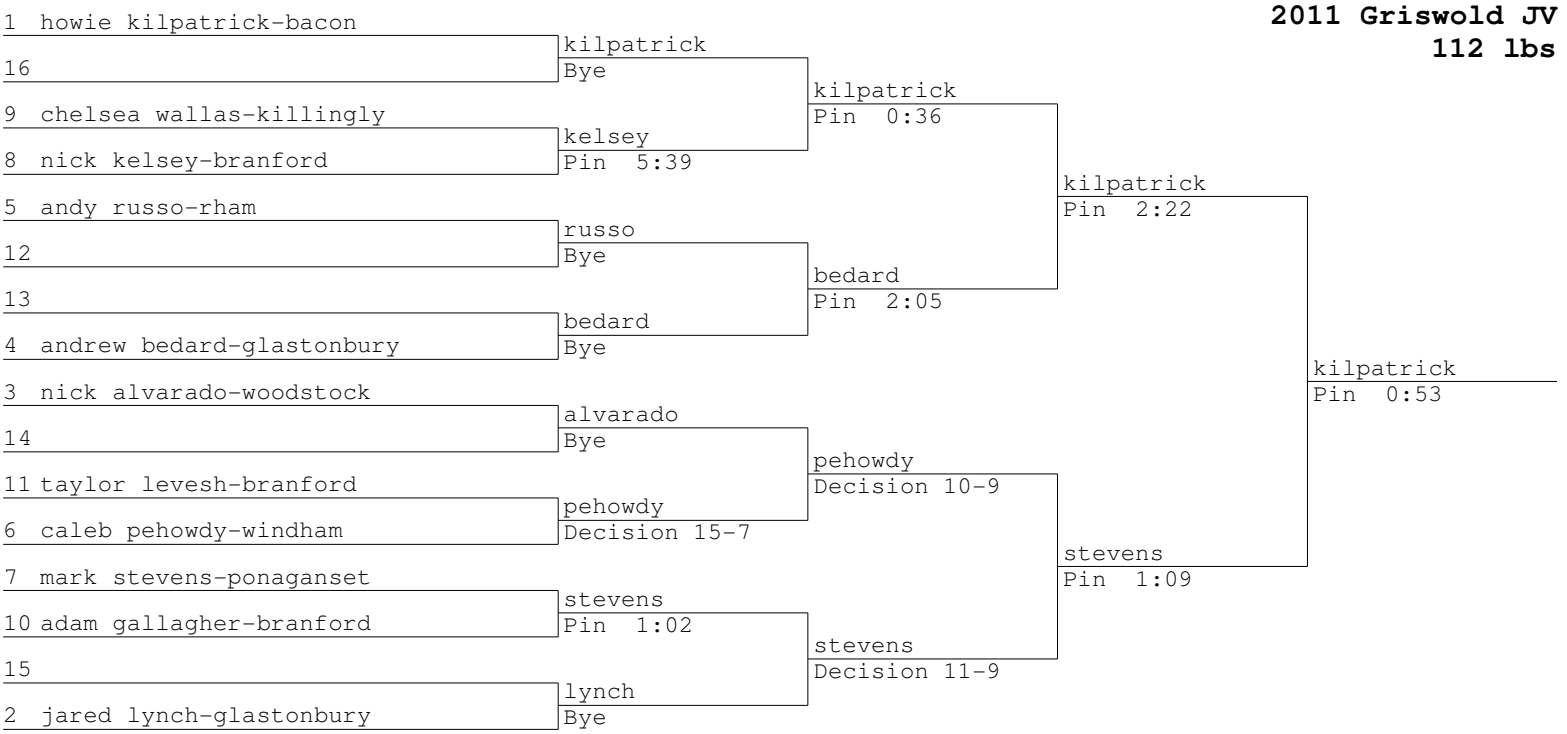 2011 Griswold JV
112 lbs
1 howie kilpatrick-bacon
16
9 chelsea wallas-killingly
8 nick kelsey-branford
5 andy russo-rham
12
13
4 andrew bedard-glastonbury
3 nick alvarado-woodstock
14
11 taylor levesh-branford
6 caleb pehowdy-windham
7 mark stevens-ponaganset
10 adam gallagher-branford
15
2 jared lynch-glastonbury
kilpatrick
Bye
kelsey
Pin 5:39
russo
Bye
bedard
Bye
alvarado
Bye
pehowdy
Decision 15-7
stevens
Pin 1:02
lynch
Bye
kilpatrick
Pin 0:36
bedard
Pin 2:05
pehowdy
Decision 10-9
stevens
Decision 11-9
kilpatrick
Pin 2:22
stevens
Pin 1:09
kilpatrick
Pin 0:53